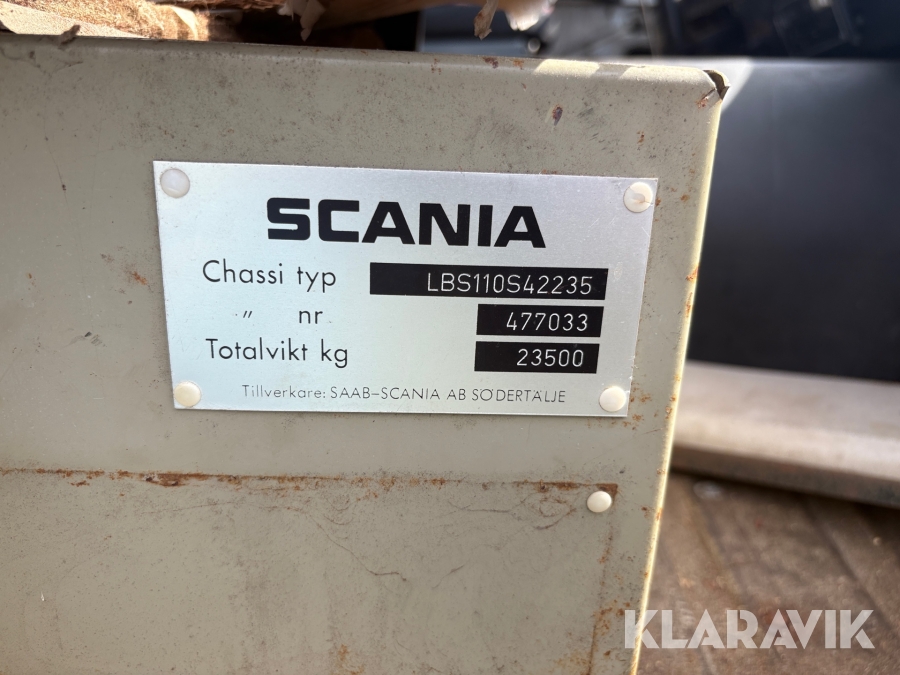 SCANIA
Chassi typ LBS110S42235
" nr 477033
Totalvikt kg 23500
Tillverkare: SAAB-SCANIA AB SÖDERTÄLJE
KLARAVIK